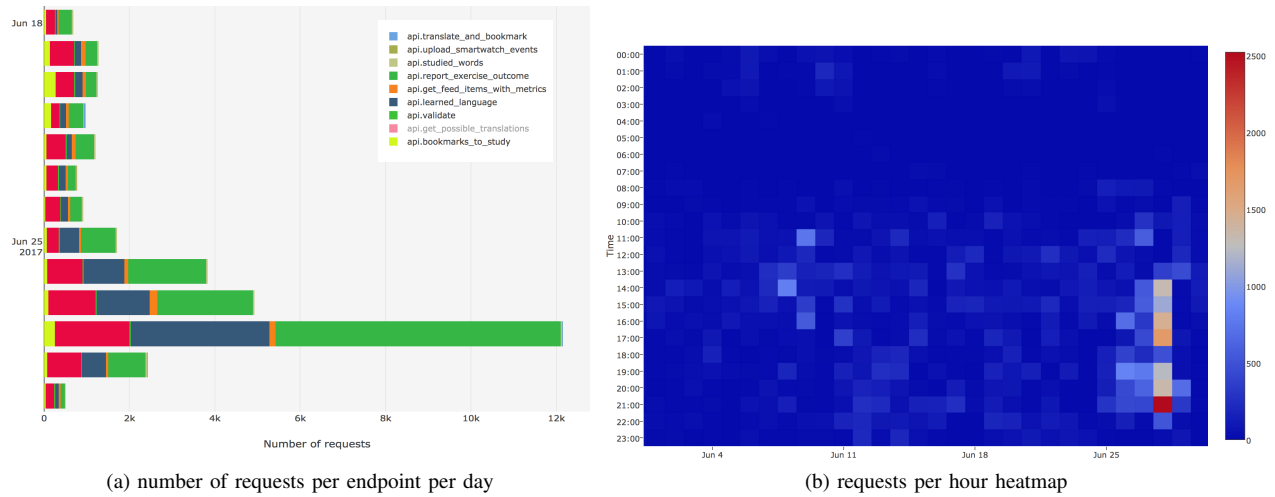 Jun 18
Jun 25
2017
api.translate_and_bookmark
api.upload_smartwatch_events
api.studied_words
api.report_exercise_outcome
api.get_feed_items_with_metrics
api.learned_language
api.validate
api.get_possible_translations
api.bookmarks_to_study
0
2k
4k
6k
8k
10k
12k
Number of requests
(a) number of requests per endpoint per day
Time
00:00
01:00
02:00
03:00
04:00
05:00
06:00
07:00
08:00
09:00
10:00
11:00
12:00
13:00
14:00
15:00
16:00
17:00
18:00
19:00
20:00
21:00
22:00
23:00
Jun 4
Jun 11
Jun 18
Jun 25
2500
2000
1500
1000
500
0
(b) requests per hour heatmap